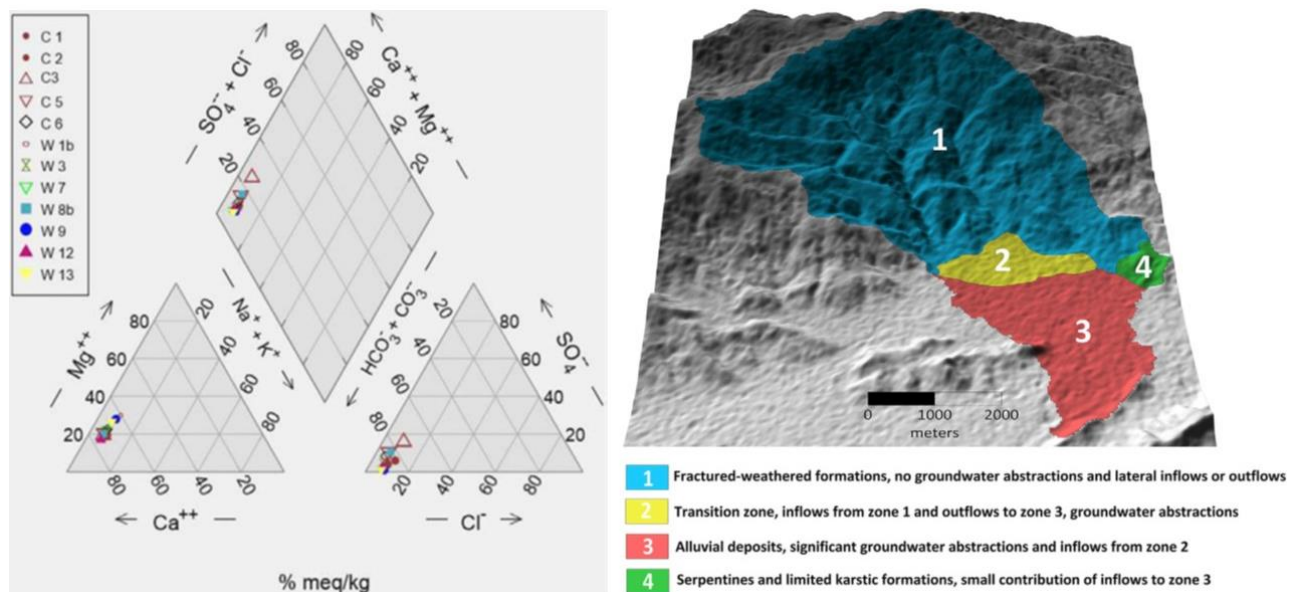 C 1
C 2
C3
C 5
C 6
W 1b
W 3
W 7
W 8b
W 9
W 12
W 13
80
60
40
20
SO₄⁻⁻ + Cl⁻
80
60
40
20
Ca⁺⁺ + Mg⁺⁺
Mg⁺⁺
80
60
40
20
20
40
60
80
Na⁺ + K⁺
80
60
40
20
Ca⁺⁺
HCO₃⁻ + CO₃⁻
20
40
60
80
80
60
40
20
SO₄⁻
20
40
60
80
Cl⁻
% meq/kg
1
2
3
4
0 1000 2000
meters
1 Fractured-weathered formations, no groundwater abstractions and lateral inflows or outflows
2 Transition zone, inflows from zone 1 and outflows to zone 3, groundwater abstractions
3 Alluvial deposits, significant groundwater abstractions and inflows from zone 2
4 Serpentines and limited karstic formations, small contribution of inflows to zone 3